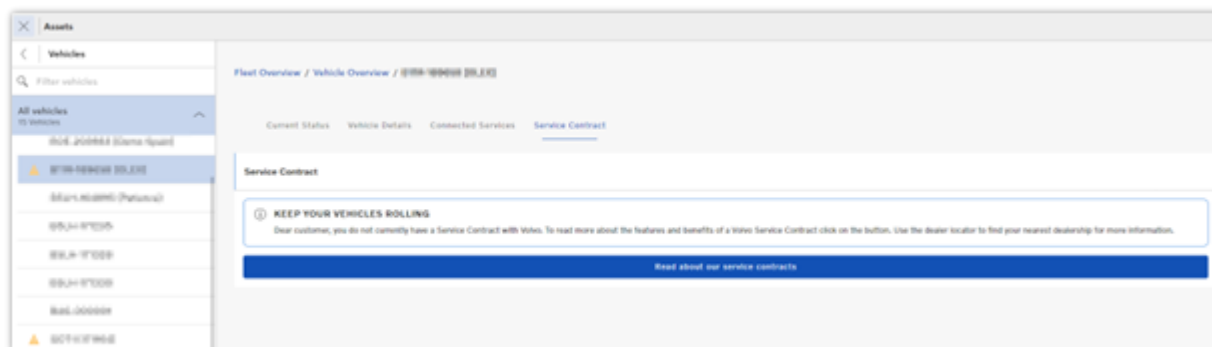 Assets
Vehicles
Filter vehicles
All vehicles
15 Vehicles
Fleet Overview / Vehicle Overview /
Current Status Vehicle Details Connected Services Service Contract
Service Contract
KEEP YOUR VEHICLES ROLLING
Dear customer, you do not currently have a Service Contract with Volvo. To read more about the features and benefits of a Volvo Service Contract click on the button. Use the dealer locator to find your nearest dealership for more information.
Read about our service contracts